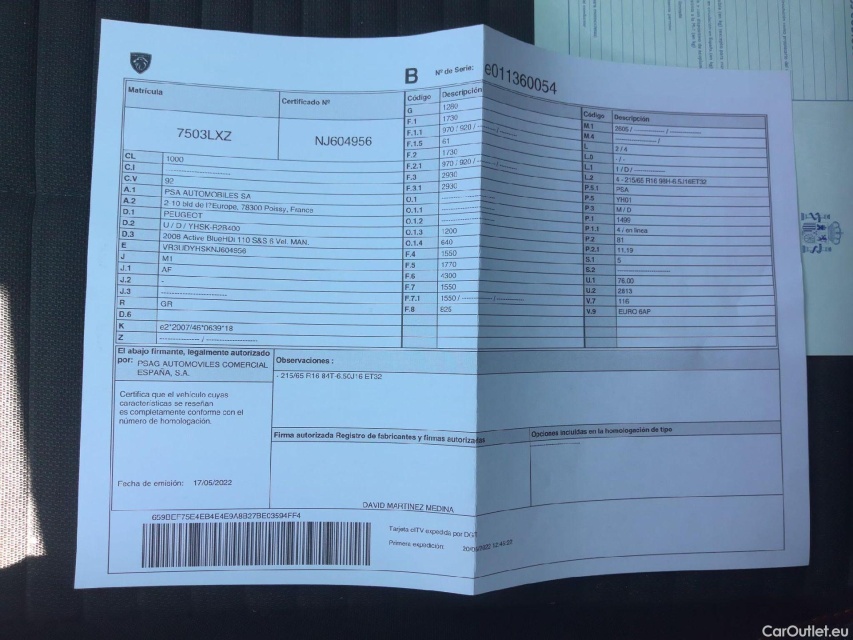 B Nº de Serie: e011360054
Matrícula
7503LXZ
Certificado Nº
NJ604956
CL 1000
C.I
C.V 92
A.1 PSA AUTOMOBILES SA
A.2 2-10 bld de l'Europe, 78300 Poissy, France
D.1 PEUGEOT
D.2 U / D / YHSK-R2B400
D.3 2008 Active BlueHDi 110 S&S 6 Vel. MAN.
E VR3UDYHSKNJ604956
J M1
J.1 AF
J.2 -
J.3
R GR
D.6
K e2*2007/46*0639*18
Z
Código Descripción
G 1280
F.1 1730
F.1.1 970 / 920 /
F.1.5 61
F.2 1730
F.2.1 970 / 920 /
F.3 2930
F.3.1 2930
O.1
O.1.1
O.1.2
O.1.3 1200
O.1.4 640
F.4 1550
F.5 1770
F.6 4300
F.7 1550
F.7.1 1550 /
F.8 825
Código Descripción
M.1 2605 /
M.4
L 2 / 4
L.0 - / -
L.1 1 / D /
L.2 4 - 215/65 R16 98H-6.5J16ET32
P.5.1 PSA
P.5 YH01
P.3 M / D
P.1 1499
P.1.1 4 / en línea
P.2 81
P.2.1 11,19
S.1 5
S.2
U.1 76.00
U.2 2813
V.7 116
V.9 EURO 6AP
El abajo firmante, legalmente autorizado
por: PSAG AUTOMOVILES COMERCIAL
ESPAÑA, S.A.
Certifica que el vehículo cuyas
características se reseñan
es completamente conforme con el
número de homologación.
Fecha de emisión: 17/05/2022
Observaciones :
- 215/65 R16 84T-6.50J16 ET32
Firma autorizada Registro de fabricantes y firmas autorizadas
Opciones incluidas en la homologación de tipo
DAVID MARTINEZ MEDINA
Tarjeta eITV expedida por DGT
Primera expedición:
CarOutlet.eu